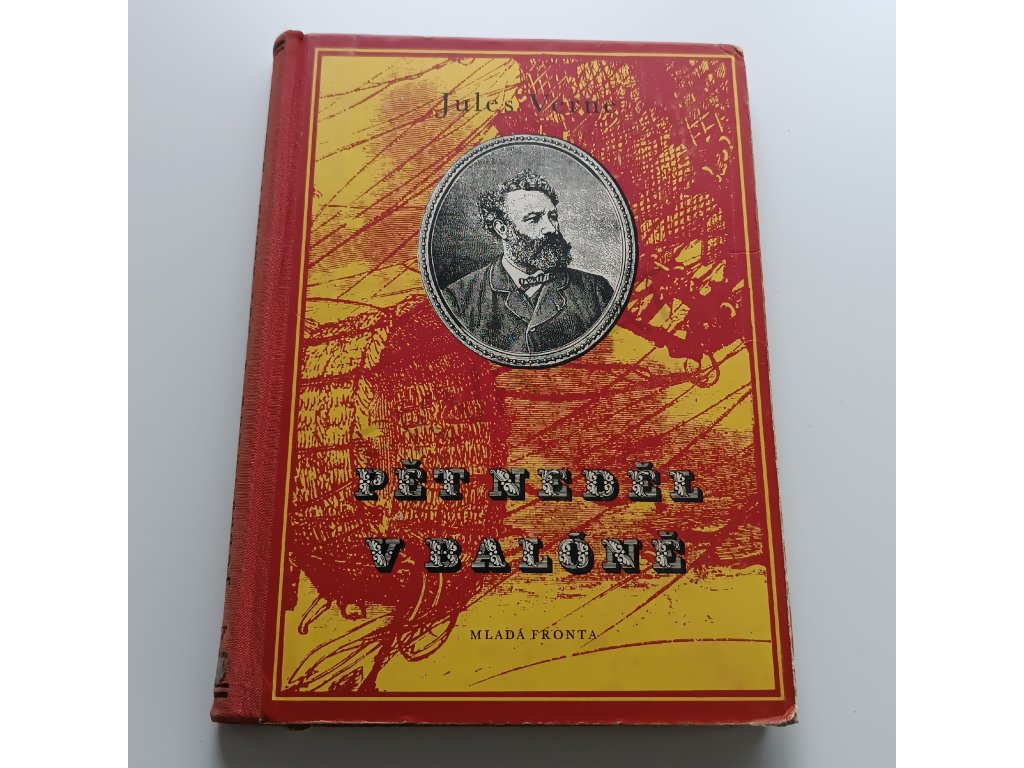 Jules Verne
PĚT NEDĚL
V BALÓNĚ
MLADÁ FRONTA